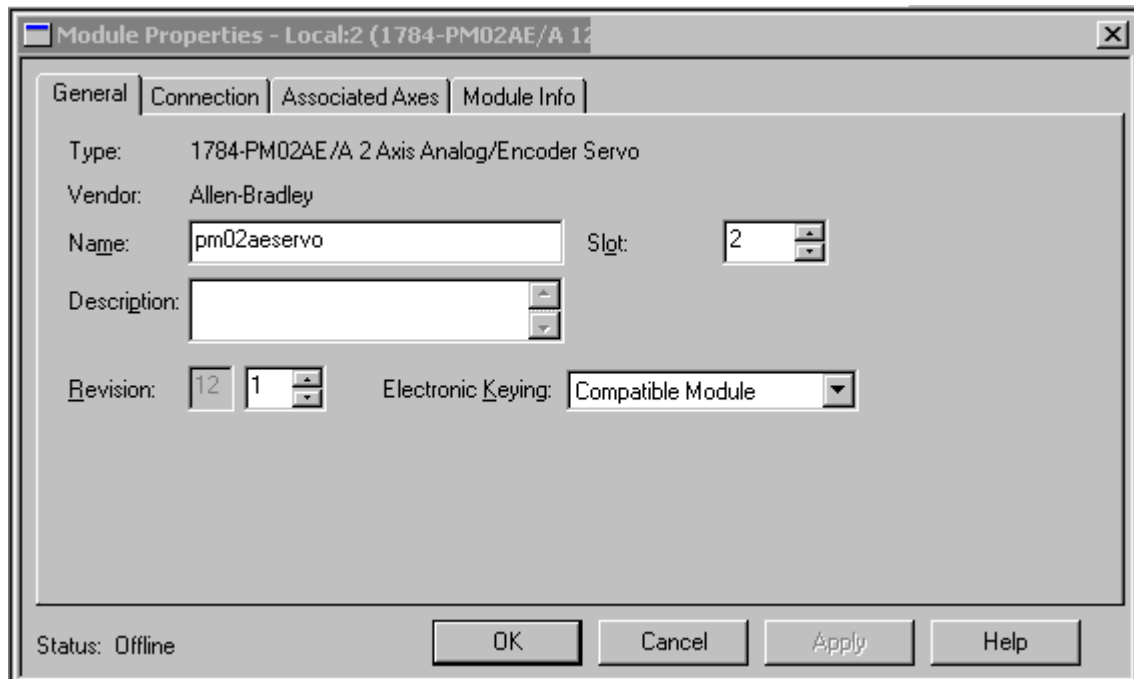 Module Properties - Local:2 (1784-PM02AE/A 12
General Connection Associated Axes Module Info
Type: 1784-PM02AE/A 2 Axis Analog/Encoder Servo
Vendor: Allen-Bradley
Name: pm02aeservo Slot: 2
Description:
Revision: 12 1 Electronic Keying: Compatible Module
Status: Offline OK Cancel Apply Help